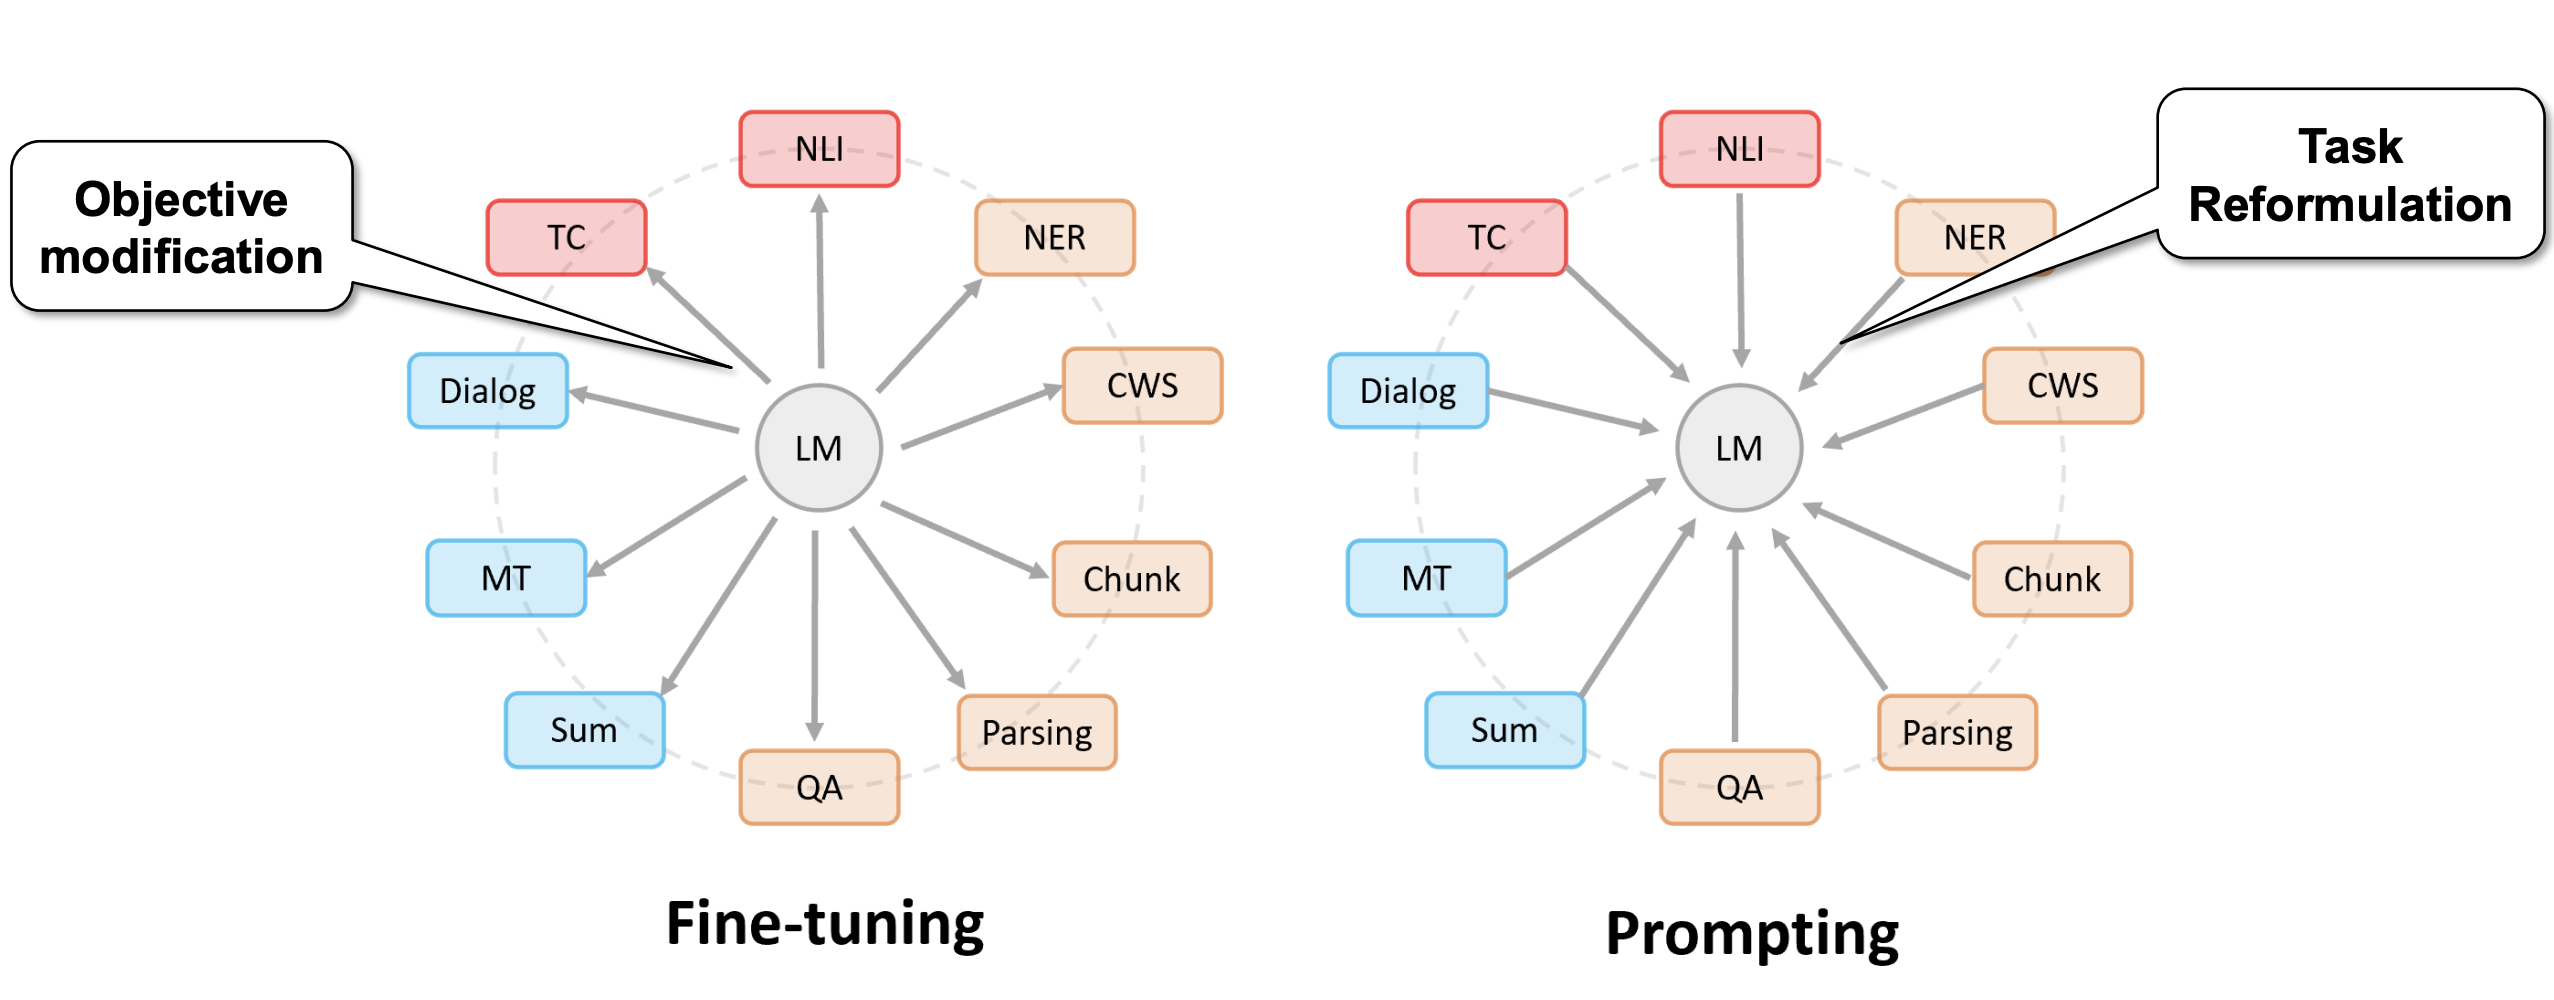 Objective
modification
NLI
TC
NER
Dialog
CWS
LM
MT
Chunk
Sum
Parsing
QA
Fine-tuning
Task
Reformulation
NLI
TC
NER
Dialog
CWS
LM
MT
Chunk
Sum
Parsing
QA
Prompting